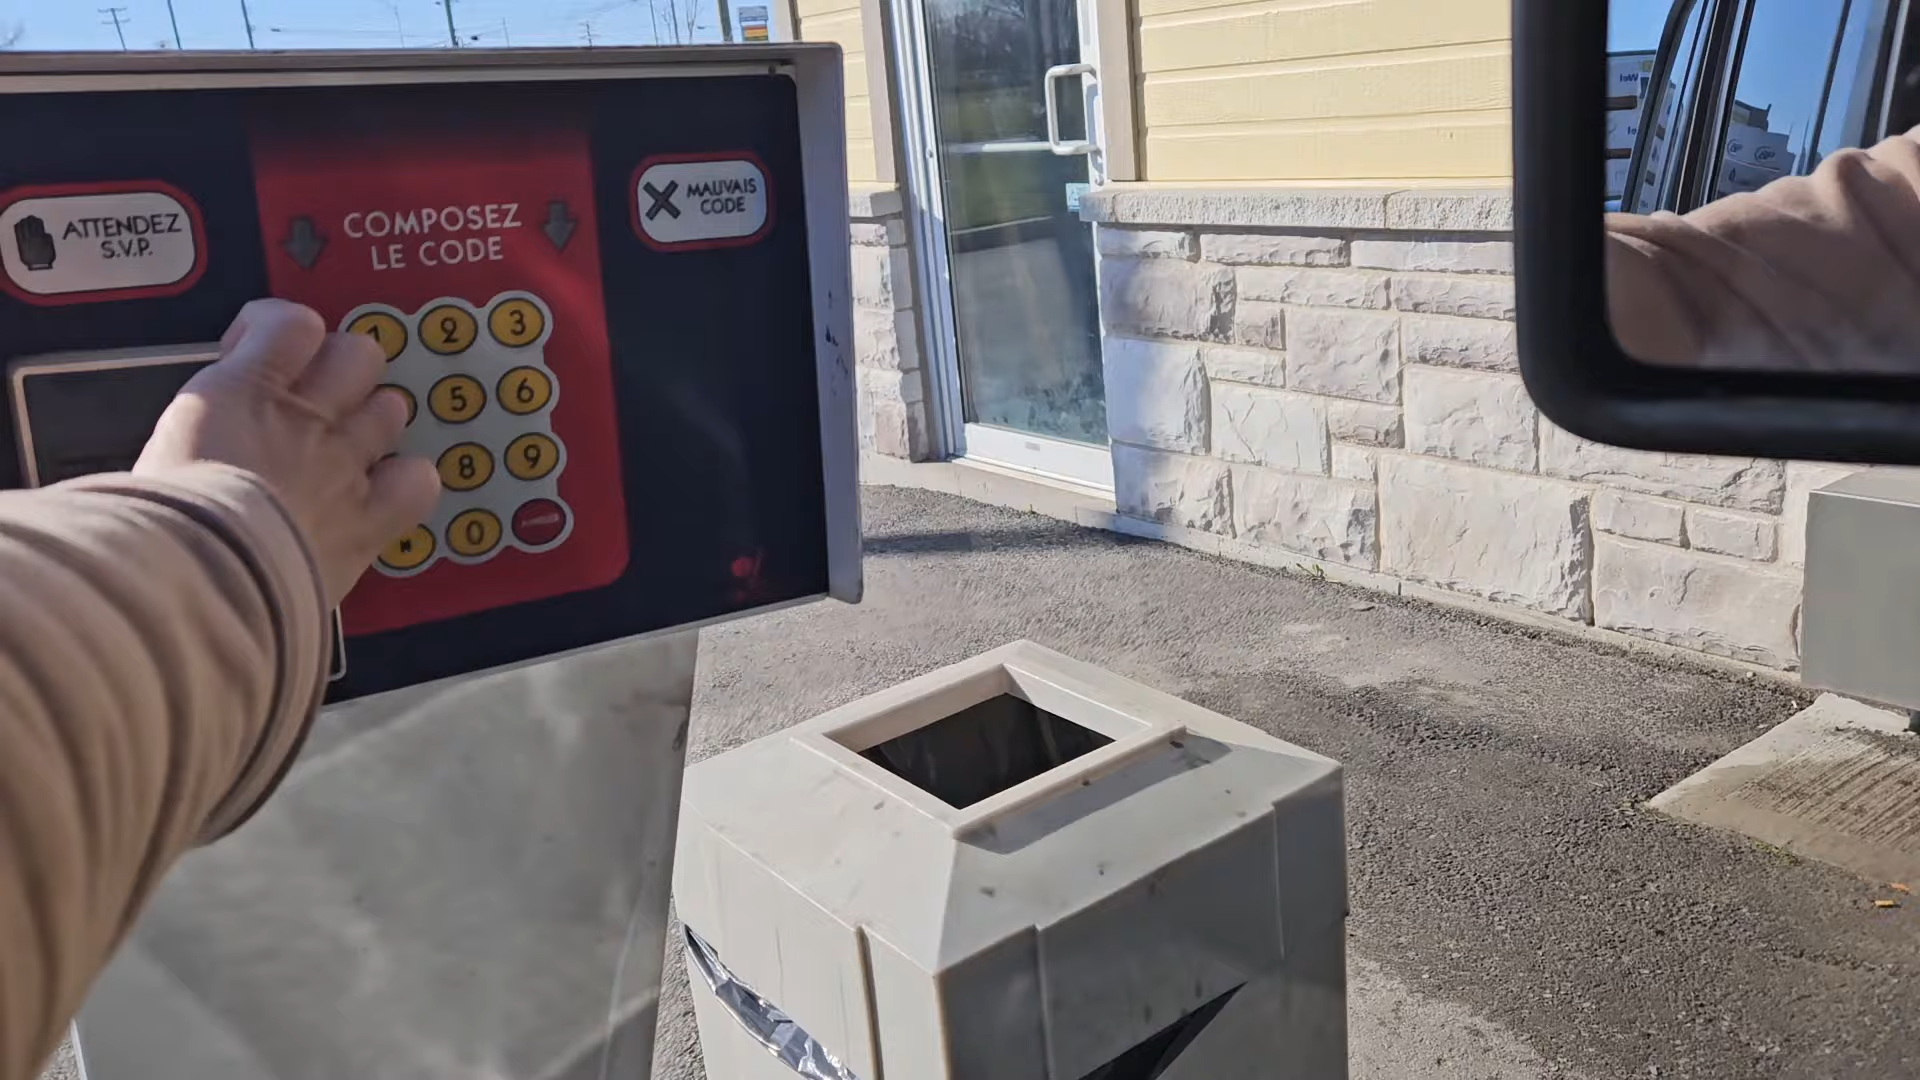 ATTENDEZ
S.V.P.
COMPOSEZ
LE CODE
MAUVAIS
CODE
1 2 3
5 6
8 9
0